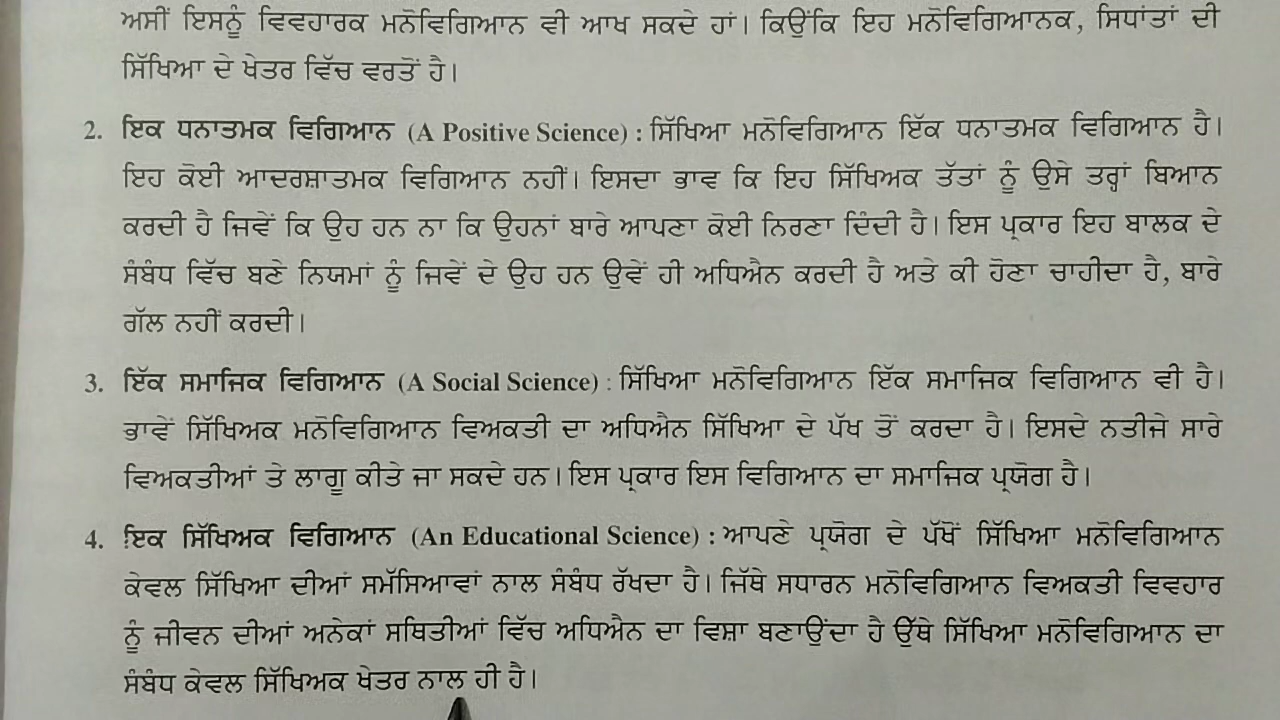 ਅਸੀਂ ਇਸਨੂੰ ਵਿਵਹਾਰਕ ਮਨੋਵਿਗਿਆਨ ਵੀ ਆਖ ਸਕਦੇ ਹਾਂ। ਕਿਉਂਕਿ ਇਹ ਮਨੋਵਿਗਿਆਨਕ, ਸਿਧਾਂਤਾਂ ਦੀ
ਸਿੱਖਿਆ ਦੇ ਖੇਤਰ ਵਿੱਚ ਵਰਤੋਂ ਹੈ।
2. ਇਕ ਧਨਾਤਮਕ ਵਿਗਿਆਨ (A Positive Science) : ਸਿੱਖਿਆ ਮਨੋਵਿਗਿਆਨ ਇੱਕ ਧਨਾਤਮਕ ਵਿਗਿਆਨ ਹੈ।
ਇਹ ਕੋਈ ਆਦਰਸ਼ਾਤਮਕ ਵਿਗਿਆਨ ਨਹੀਂ। ਇਸਦਾ ਭਾਵ ਕਿ ਇਹ ਸਿੱਖਿਅਕ ਤੱਤਾਂ ਨੂੰ ਉਸੇ ਤਰ੍ਹਾਂ ਬਿਆਨ
ਕਰਦੀ ਹੈ ਜਿਵੇਂ ਕਿ ਉਹ ਹਨ ਨਾ ਕਿ ਉਹਨਾਂ ਬਾਰੇ ਆਪਣਾ ਕੋਈ ਨਿਰਣਾ ਦਿੰਦੀ ਹੈ। ਇਸ ਪ੍ਰਕਾਰ ਇਹ ਬਾਲਕ ਦੇ
ਸੰਬੰਧ ਵਿੱਚ ਬਣੇ ਨਿਯਮਾਂ ਨੂੰ ਜਿਵੇਂ ਦੇ ਉਹ ਹਨ ਉਵੇਂ ਹੀ ਅਧਿਐਨ ਕਰਦੀ ਹੈ ਅਤੇ ਕੀ ਹੋਣਾ ਚਾਹੀਦਾ ਹੈ, ਬਾਰੇ
ਗੱਲ ਨਹੀਂ ਕਰਦੀ।
3. ਇੱਕ ਸਮਾਜਿਕ ਵਿਗਿਆਨ (A Social Science) : ਸਿੱਖਿਆ ਮਨੋਵਿਗਿਆਨ ਇੱਕ ਸਮਾਜਿਕ ਵਿਗਿਆਨ ਵੀ ਹੈ।
ਭਾਵੇਂ ਸਿੱਖਿਅਕ ਮਨੋਵਿਗਿਆਨ ਵਿਅਕਤੀ ਦਾ ਅਧਿਐਨ ਸਿੱਖਿਆ ਦੇ ਪੱਖ ਤੋਂ ਕਰਦਾ ਹੈ। ਇਸਦੇ ਨਤੀਜੇ ਸਾਰੇ
ਵਿਅਕਤੀਆਂ ਤੇ ਲਾਗੂ ਕੀਤੇ ਜਾ ਸਕਦੇ ਹਨ। ਇਸ ਪ੍ਰਕਾਰ ਇਸ ਵਿਗਿਆਨ ਦਾ ਸਮਾਜਿਕ ਪ੍ਰਯੋਗ ਹੈ।
4. ਇਕ ਸਿੱਖਿਅਕ ਵਿਗਿਆਨ (An Educational Science) : ਆਪਣੇ ਪ੍ਰਯੋਗ ਦੇ ਪੱਖੋਂ ਸਿੱਖਿਆ ਮਨੋਵਿਗਿਆਨ
ਕੇਵਲ ਸਿੱਖਿਆ ਦੀਆਂ ਸਮੱਸਿਆਵਾਂ ਨਾਲ ਸੰਬੰਧ ਰੱਖਦਾ ਹੈ। ਜਿੱਥੇ ਸਧਾਰਨ ਮਨੋਵਿਗਿਆਨ ਵਿਅਕਤੀ ਵਿਵਹਾਰ
ਨੂੰ ਜੀਵਨ ਦੀਆਂ ਅਨੇਕਾਂ ਸਥਿਤੀਆਂ ਵਿੱਚ ਅਧਿਐਨ ਦਾ ਵਿਸ਼ਾ ਬਣਾਉਂਦਾ ਹੈ ਉੱਥੇ ਸਿੱਖਿਆ ਮਨੋਵਿਗਿਆਨ ਦਾ
ਸੰਬੰਧ ਕੇਵਲ ਸਿੱਖਿਅਕ ਖੇਤਰ ਨਾਲ ਹੀ ਹੈ।